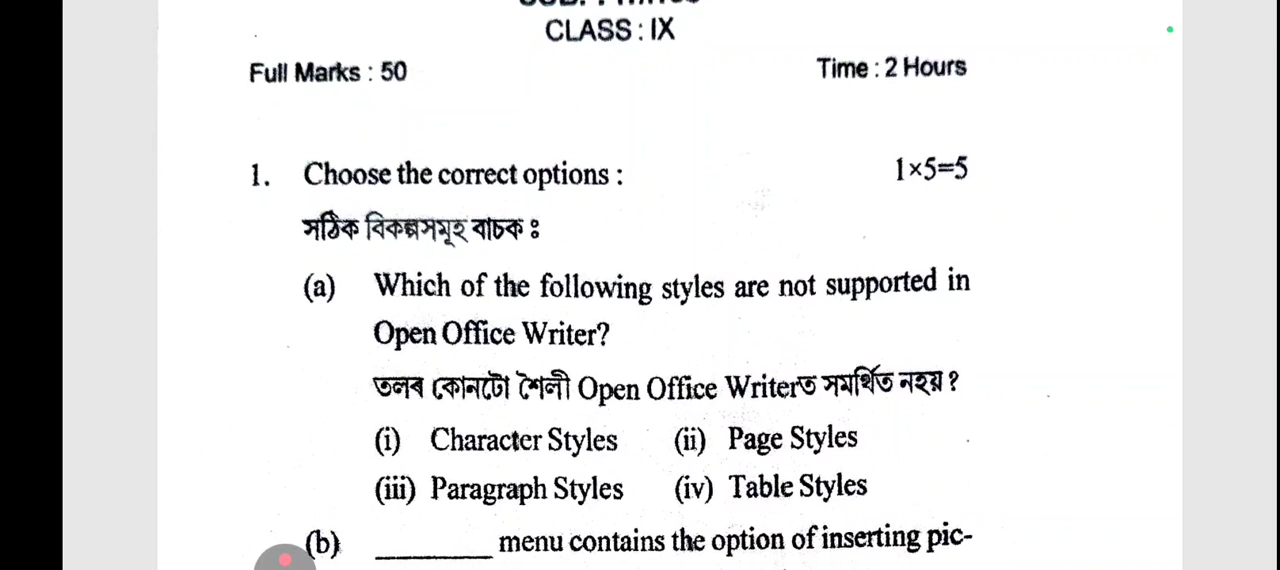 CLASS : IX
Full Marks : 50 Time : 2 Hours
1. Choose the correct options : 1×5=5
সঠিক বিকল্পসমূহ বাচক ঃ
(a) Which of the following styles are not supported in
Open Office Writer?
তলৰ কোনটো শৈলী Open Office Writerত সমৰ্থিত নহয় ?
(i) Character Styles (ii) Page Styles
(iii) Paragraph Styles (iv) Table Styles
(b) ________ menu contains the option of inserting pic-